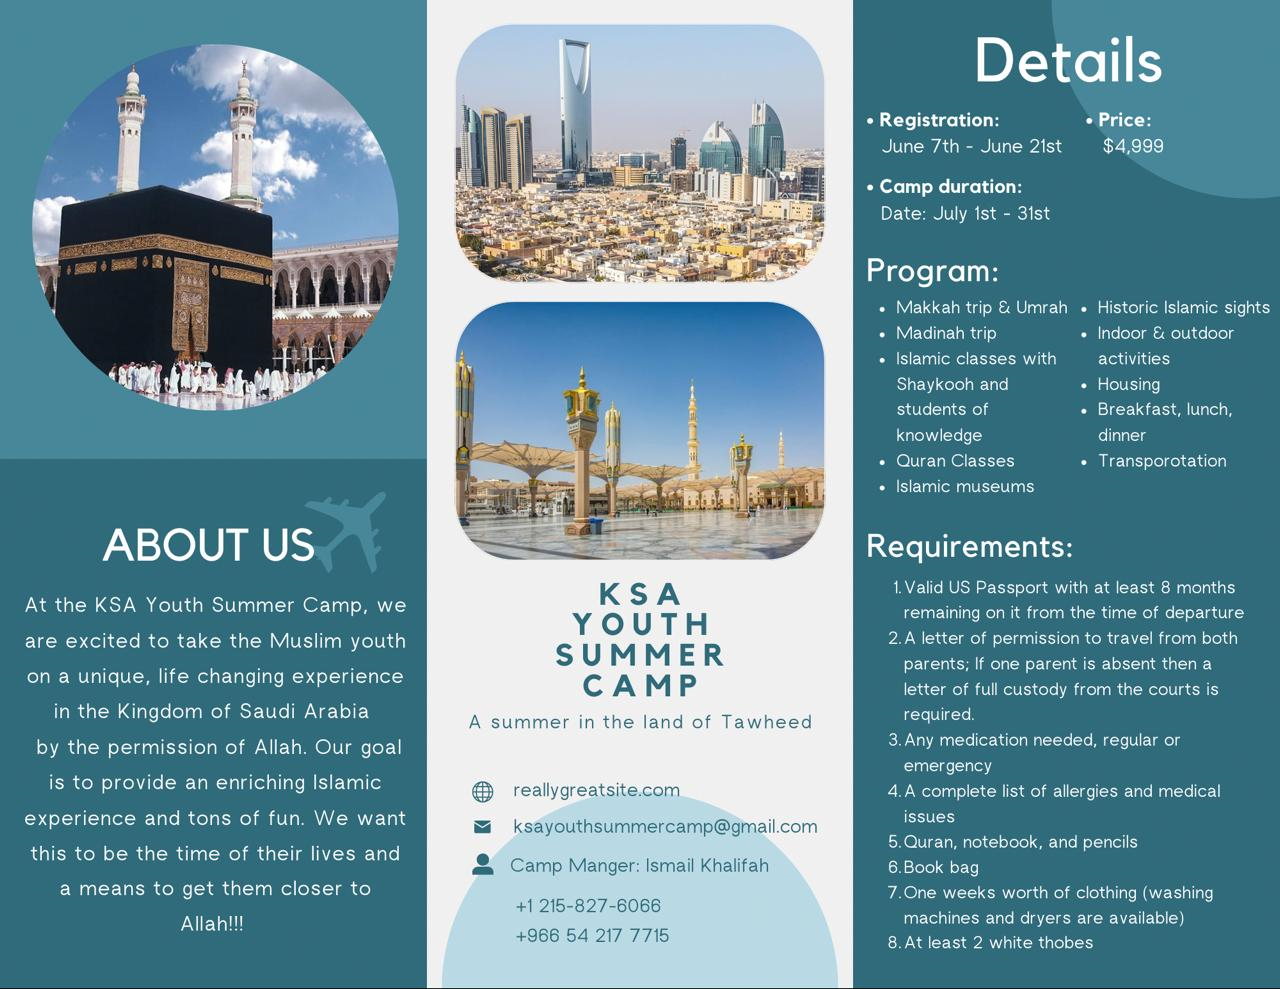 ABOUT US
At the KSA Youth Summer Camp, we
are excited to take the Muslim youth
on a unique, life changing experience
in the Kingdom of Saudi Arabia
by the permission of Allah. Our goal
is to provide an enriching Islamic
experience and tons of fun. We want
this to be the time of their lives and
a means to get them closer to
Allah!!!
KSA
YOUTH
SUMMER
CAMP
A summer in the land of Tawheed
reallygreatsite.com
ksayouthsummercamp@gmail.com
Camp Manger: Ismail Khalifah
+1 215-827-6066
+966 54 217 7715
Details
• Registration:
June 7th - June 21st
• Price:
$4,999
• Camp duration:
Date: July 1st - 31st
Program:
• Makkah trip & Umrah
• Madinah trip
• Islamic classes with
Shaykooh and
students of
knowledge
• Quran Classes
• Islamic museums
• Historic Islamic sights
• Indoor & outdoor
activities
• Housing
• Breakfast, lunch,
dinner
• Transporotation
Requirements:
1. Valid US Passport with at least 8 months
remaining on it from the time of departure
2. A letter of permission to travel from both
parents; If one parent is absent then a
letter of full custody from the courts is
required.
3. Any medication needed, regular or
emergency
4. A complete list of allergies and medical
issues
5. Quran, notebook, and pencils
6. Book bag
7. One weeks worth of clothing (washing
machines and dryers are available)
8. At least 2 white thobes